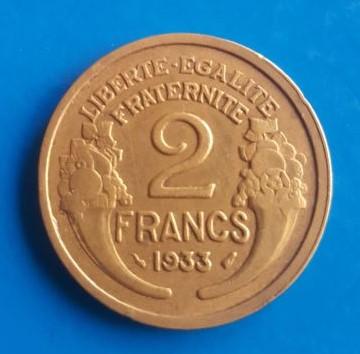 LIBERTE-EGALITE
FRATERNITE
2
FRANCS
1933